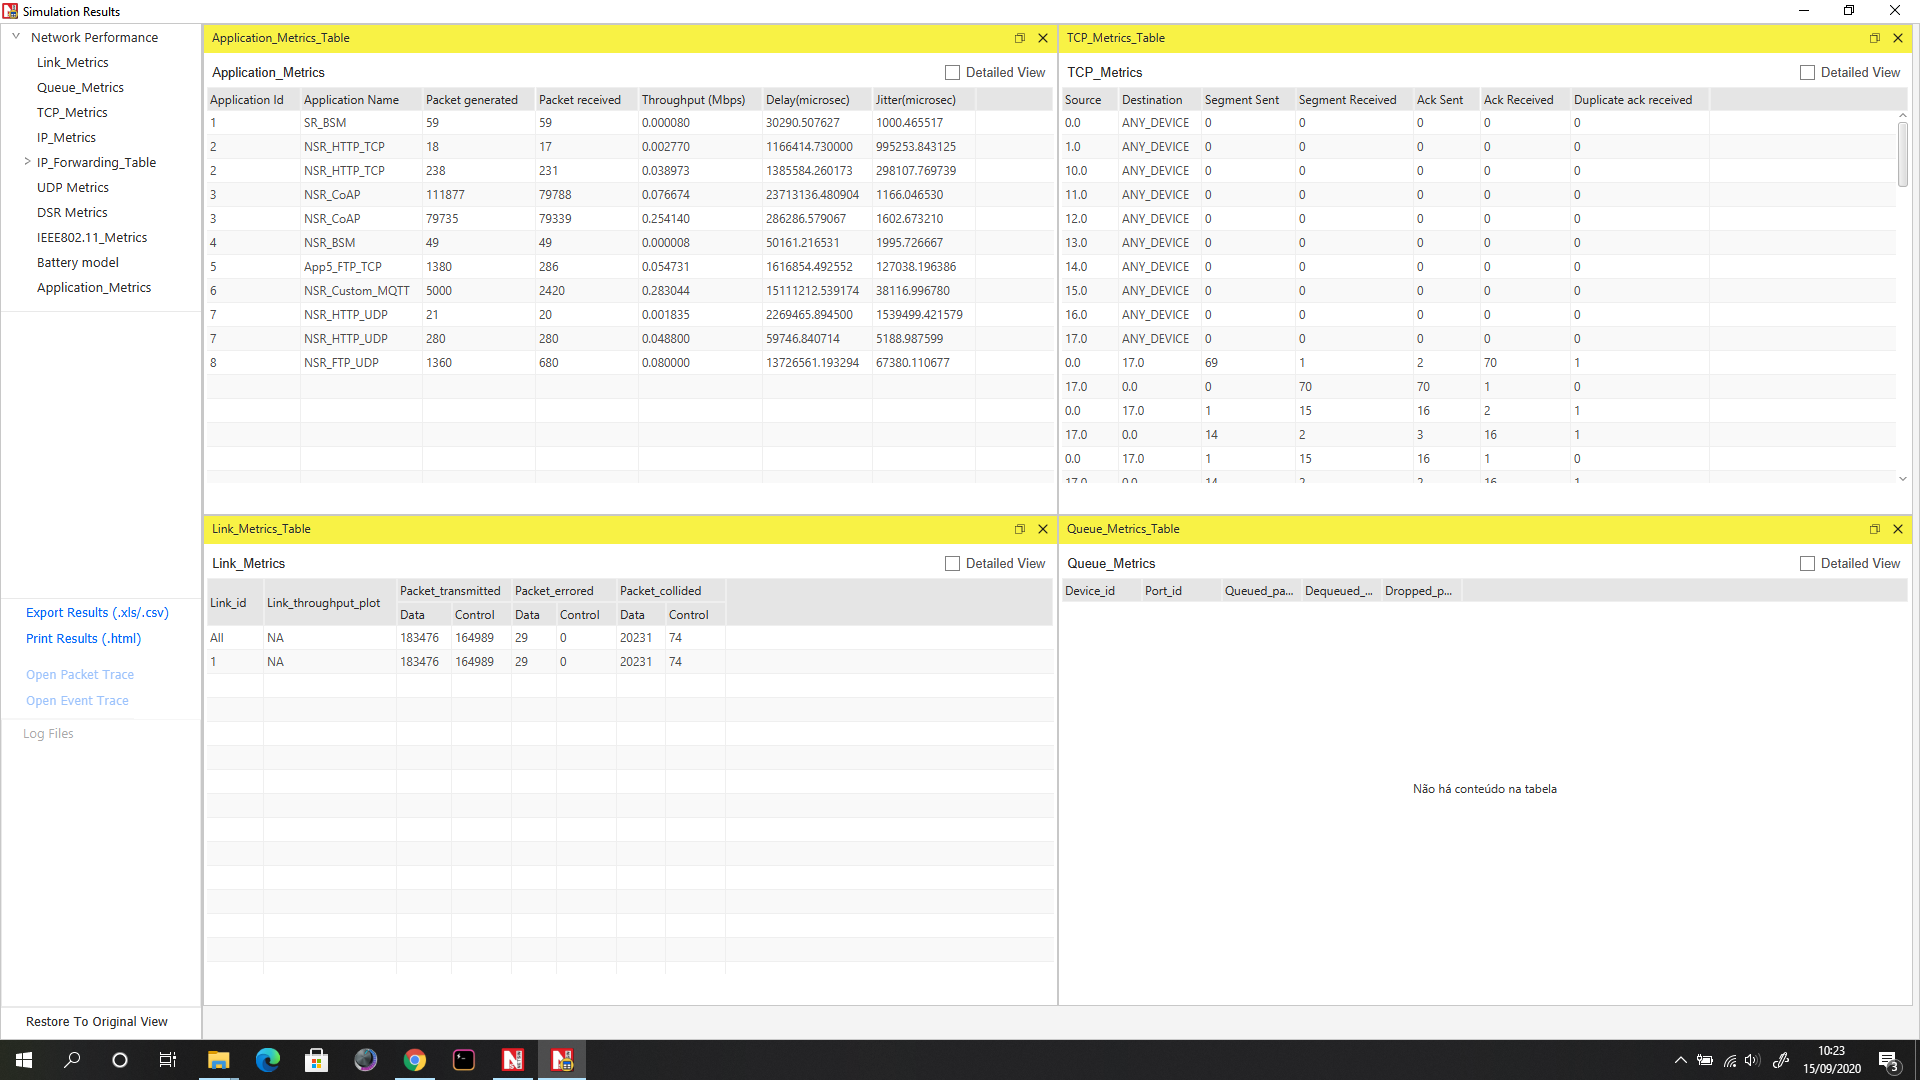 Simulation Results
Network Performance
Link_Metrics
Queue_Metrics
TCP_Metrics
IP_Metrics
IP_Forwarding_Table
UDP Metrics
DSR Metrics
IEEE802.11_Metrics
Battery model
Application_Metrics
Export Results (.xls/.csv)
Print Results (.html)
Open Packet Trace
Open Event Trace
Log Files
Restore To Original View
Application_Metrics_Table
Application_Metrics Detailed View
Application Id Application Name Packet generated Packet received Throughput (Mbps) Delay(microsec) Jitter(microsec)
1 SR_BSM 59 59 0.000080 30290.507627 1000.465517
2 NSR_HTTP_TCP 18 17 0.002770 1166414.730000 995253.843125
2 NSR_HTTP_TCP 238 231 0.038973 1385584.260173 298107.769739
3 NSR_CoAP 111877 79788 0.076674 23713136.480904 1166.046530
3 NSR_CoAP 79735 79339 0.254140 286286.579067 1602.673210
4 NSR_BSM 49 49 0.000008 50161.216531 1995.726667
5 App5_FTP_TCP 1380 286 0.054731 1616854.492552 127038.196386
6 NSR_Custom_MQTT 5000 2420 0.283044 15111212.539174 38116.996780
7 NSR_HTTP_UDP 21 20 0.001835 2269465.894500 1539499.421579
7 NSR_HTTP_UDP 280 280 0.048800 59746.840714 5188.987599
8 NSR_FTP_UDP 1360 680 0.080000 13726561.193294 67380.110677
TCP_Metrics_Table
TCP_Metrics Detailed View
Source Destination Segment Sent Segment Received Ack Sent Ack Received Duplicate ack received
0.0 ANY_DEVICE 0 0 0 0 0
1.0 ANY_DEVICE 0 0 0 0 0
10.0 ANY_DEVICE 0 0 0 0 0
11.0 ANY_DEVICE 0 0 0 0 0
12.0 ANY_DEVICE 0 0 0 0 0
13.0 ANY_DEVICE 0 0 0 0 0
14.0 ANY_DEVICE 0 0 0 0 0
15.0 ANY_DEVICE 0 0 0 0 0
16.0 ANY_DEVICE 0 0 0 0 0
17.0 ANY_DEVICE 0 0 0 0 0
0.0 17.0 69 1 2 70 1
17.0 0.0 0 70 70 1 0
0.0 17.0 1 15 16 2 1
17.0 0.0 14 2 3 16 1
0.0 17.0 1 15 16 1 0
17.0 0.0 14 2 2 16 1
Link_Metrics_Table
Link_Metrics Detailed View
Link_id Link_throughput_plot Packet_transmitted Packet_errored Packet_collided
Data Control Data Control Data Control
All NA 183476 164989 29 0 20231 74
1 NA 183476 164989 29 0 20231 74
Queue_Metrics_Table
Queue_Metrics Detailed View
Device_id Port_id Queued_pa... Dequeued_... Dropped_p...
Não há conteúdo na tabela
10:23
15/09/2020
3